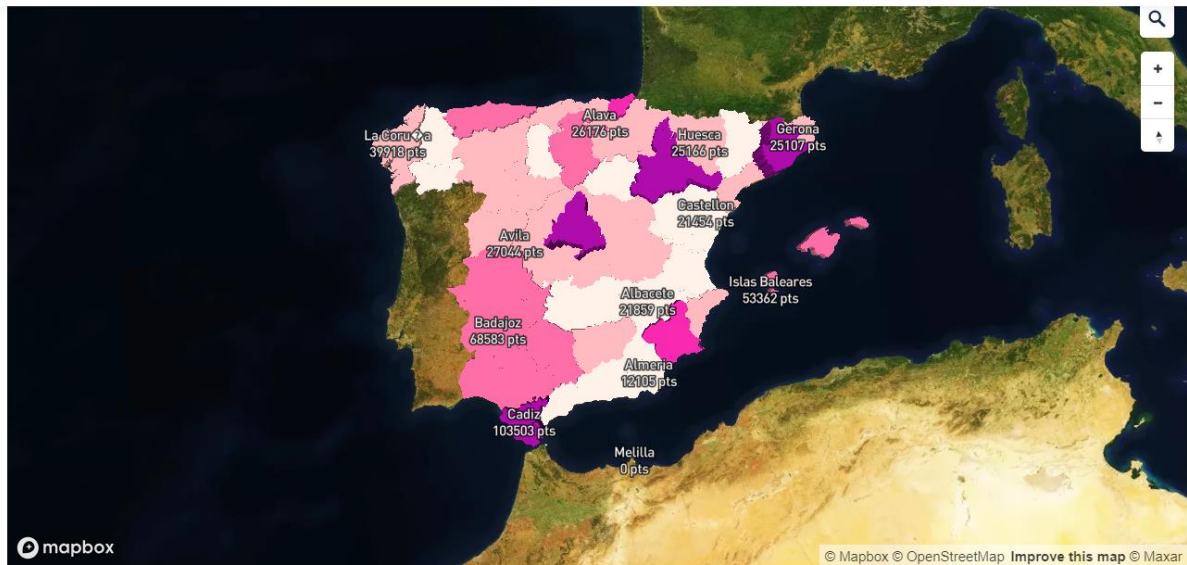 La Coru�a
39918 pts
Alava
26176 pts
Huesca
25166 pts
Gerona
25107 pts
Castellon
21454 pts
Avila
27044 pts
Islas Baleares
53362 pts
Albacete
21859 pts
Badajoz
68583 pts
Almeria
12105 pts
Cadiz
103503 pts
Melilla
0 pts
mapbox
© Mapbox © OpenStreetMap Improve this map © Maxar